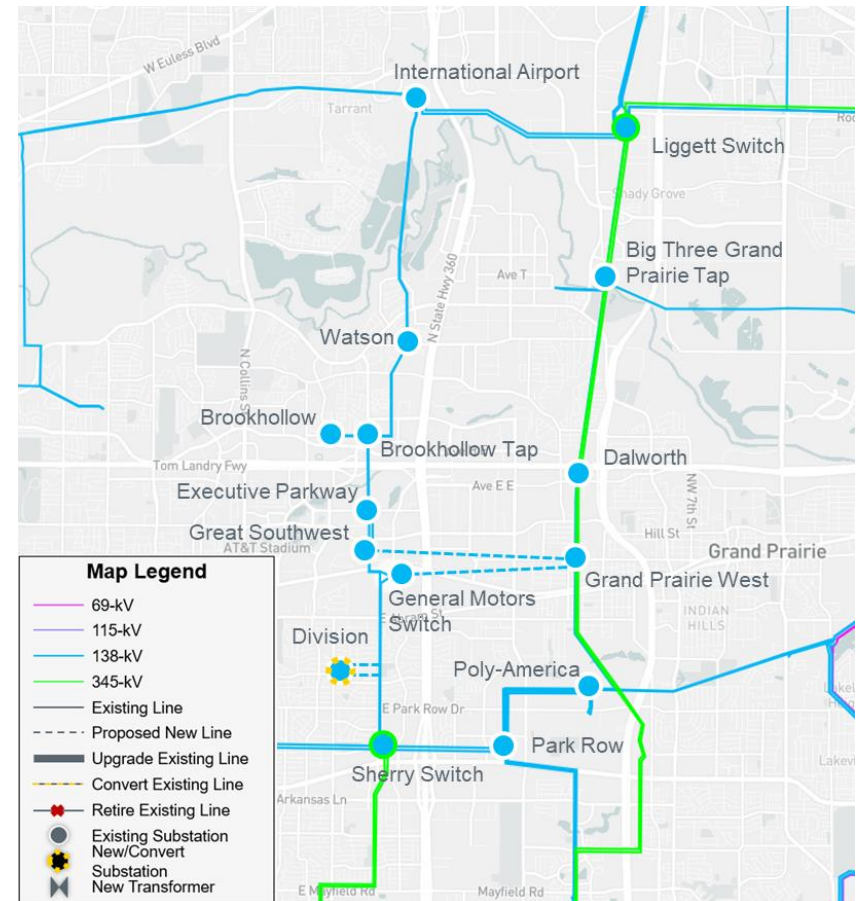 W Euless Blvd
International Airport
Tarrant
Liggett Switch
Shady Grove
Big Three Grand
Prairie Tap
Ave T
N State Hwy 360
Watson
N Collins St
Brookhollow
Brookhollow Tap
Tom Landry Fwy
Dalworth
Ave E E
NW 7th St
Executive Parkway
Great Southwest
Hill St
AT&T Stadium
Grand Prairie
Grand Prairie West
General Motors
Switch
E Abram St
INDIAN
HILLS
Division
Poly-America
E Park Row Dr
Park Row
Sherry Switch
Arkansas Ln
E Mayfield Rd
Mayfield Rd
Map Legend
69-kV
115-kV
138-kV
345-kV
Existing Line
Proposed New Line
Upgrade Existing Line
Convert Existing Line
Retire Existing Line
Existing Substation
New/Convert
Substation
New Transformer